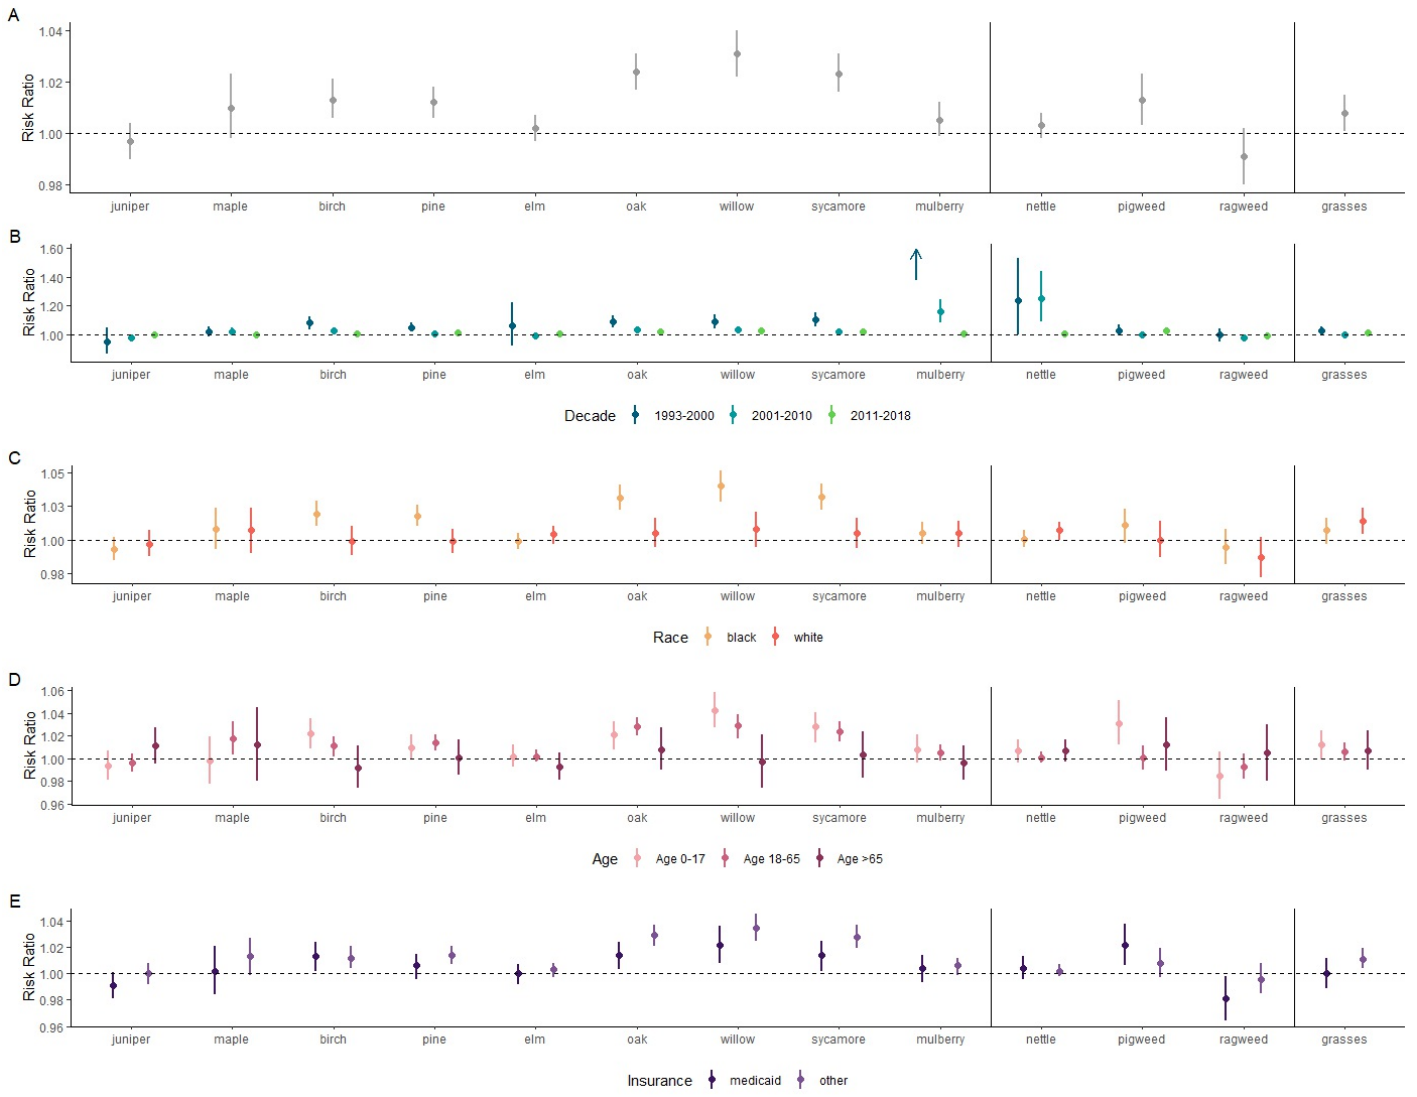 A
Risk Ratio
1.04
1.02
1.00
0.98
juniper maple birch pine elm oak willow sycamore mulberry nettle pigweed ragweed grasses
B
Risk Ratio
1.60
1.40
1.20
1.00
juniper maple birch pine elm oak willow sycamore mulberry nettle pigweed ragweed grasses
Decade 1993-2000 2001-2010 2011-2018
C
Risk Ratio
1.05
1.03
1.00
0.98
juniper maple birch pine elm oak willow sycamore mulberry nettle pigweed ragweed grasses
Race black white
D
Risk Ratio
1.06
1.04
1.02
1.00
0.98
0.96
juniper maple birch pine elm oak willow sycamore mulberry nettle pigweed ragweed grasses
Age Age 0-17 Age 18-65 Age >65
E
Risk Ratio
1.04
1.02
1.00
0.98
0.96
juniper maple birch pine elm oak willow sycamore mulberry nettle pigweed ragweed grasses
Insurance medicaid other